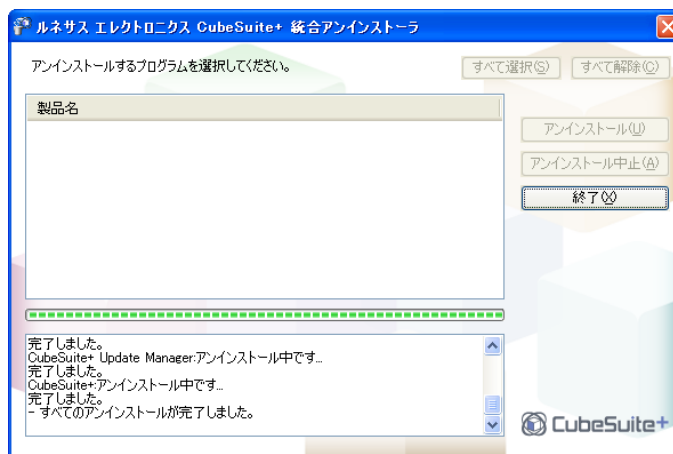 ルネサス エレクトロニクス CubeSuite+ 統合アンインストーラ
アンインストールするプログラムを選択してください。
すべて選択(S)
すべて解除(C)
製品名
アンインストール(U)
アンインストール中止(A)
終了(X)
完了しました。
CubeSuite+ Update Manager:アンインストール中です...
完了しました。
CubeSuite+:アンインストール中です...
完了しました。
- すべてのアンインストールが完了しました。
CubeSuite+